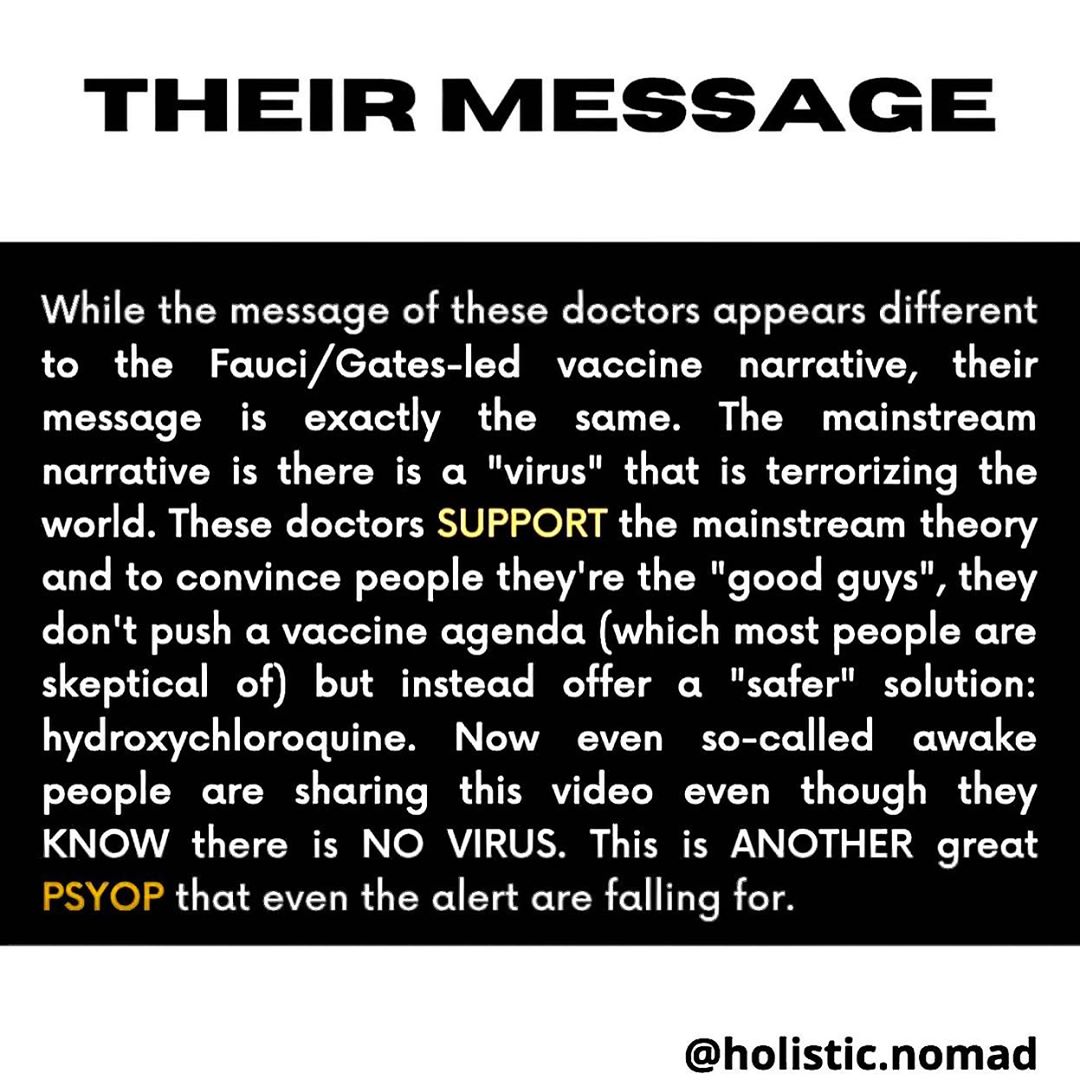 THEIR MESSAGE
While the message of these doctors appears different
to the Fauci/Gates-led vaccine narrative, their
message is exactly the same. The mainstream
narrative is there is a "virus" that is terrorizing the
world. These doctors SUPPORT the mainstream theory
and to convince people they're the "good guys", they
don't push a vaccine agenda (which most people are
skeptical of) but instead offer a "safer" solution:
hydroxychloroquine. Now even so-called awake
people are sharing this video even though they
KNOW there is NO VIRUS. This is ANOTHER great
PSYOP that even the alert are falling for.
@holistic.nomad